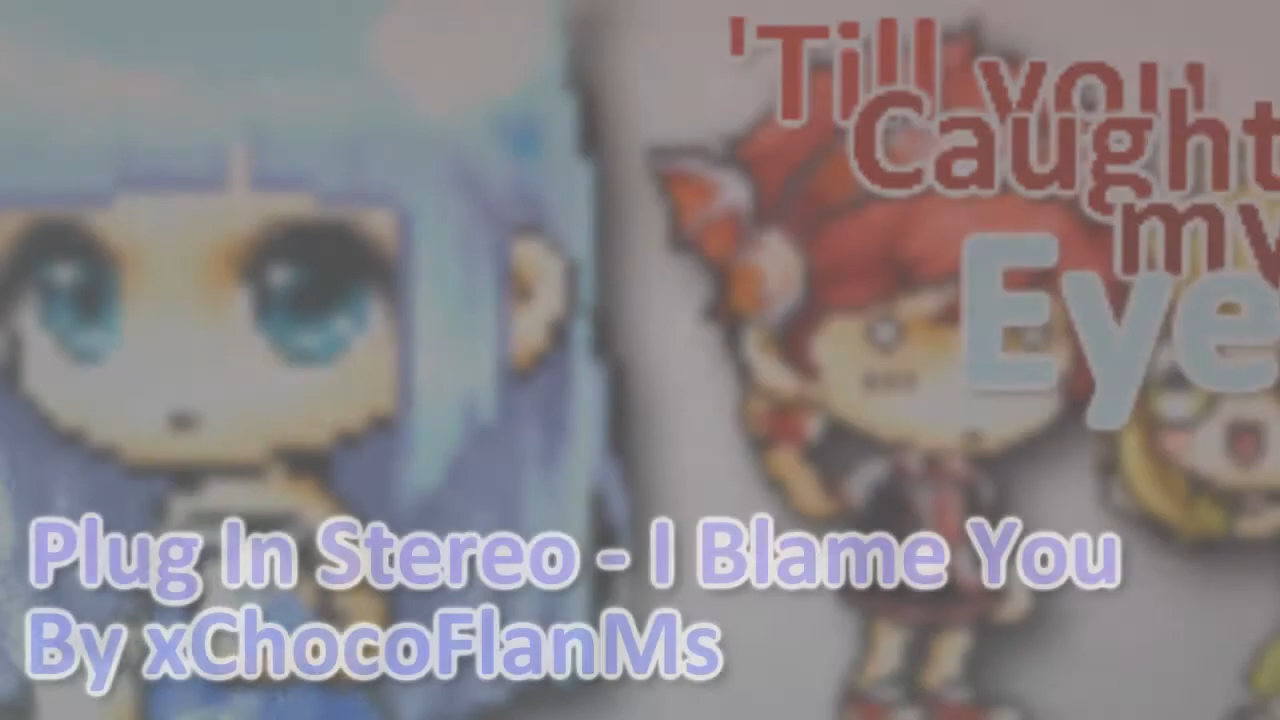 'Till you
Caught
my
Eye
Plug In Stereo - I Blame You
By xChocoFlanMs